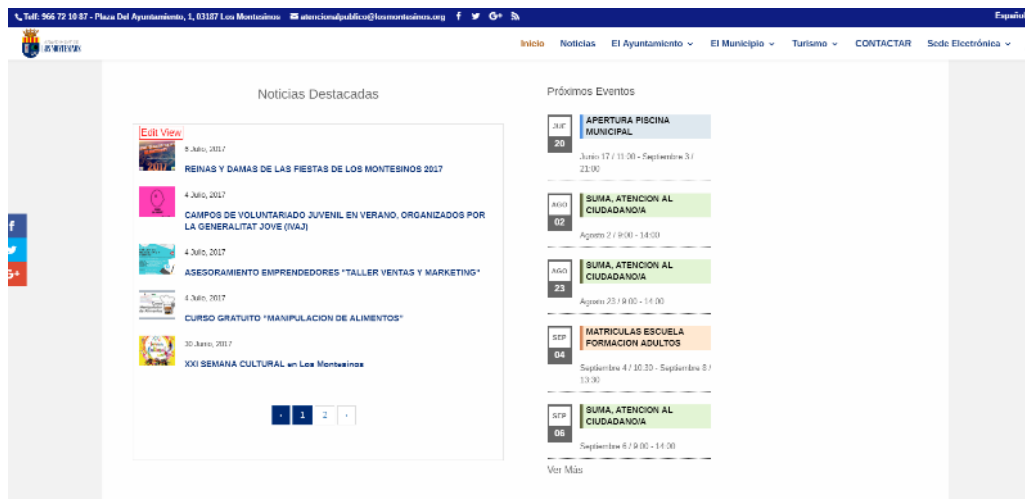 Telf: 966 72 10 87 - Plaza Del Ayuntamiento, 1, 03187 Los Montesinos atencionalpublico@losmontesinos.org
Español
LOS MONTESINOS
Inicio Noticias El Ayuntamiento El Municipio Turismo CONTACTAR Sede Electrónica
Noticias Destacadas
Edit View
2017
5 Julio, 2017
REINAS Y DAMAS DE LAS FIESTAS DE LOS MONTESINOS 2017
4 Julio, 2017
CAMPOS DE VOLUNTARIADO JUVENIL EN VERANO, ORGANIZADOS POR
LA GENERALITAT JOVE (IVAJ)
4 Julio, 2017
ASESORAMIENTO EMPRENDEDORES "TALLER VENTAS Y MARKETING"
4 Julio, 2017
CURSO GRATUITO "MANIPULACION DE ALIMENTOS"
30 Junio, 2017
XXI SEMANA CULTURAL en Los Montesinos
‹ 1 2 ›
Próximos Eventos
JUE
20
APERTURA PISCINA
MUNICIPAL
Junio 17 / 11:00 - Septiembre 3 /
21:00
AGO
02
SUMA, ATENCION AL
CIUDADANO/A
Agosto 2 / 9:00 - 14:00
AGO
23
SUMA, ATENCION AL
CIUDADANO/A
Agosto 23 / 9:00 - 14:00
SEP
04
MATRICULAS ESCUELA
FORMACION ADULTOS
Septiembre 4 / 10:30 - Septiembre 8 /
13:30
SEP
06
SUMA, ATENCION AL
CIUDADANO/A
Septiembre 6 / 9:00 - 14:00
Ver Más